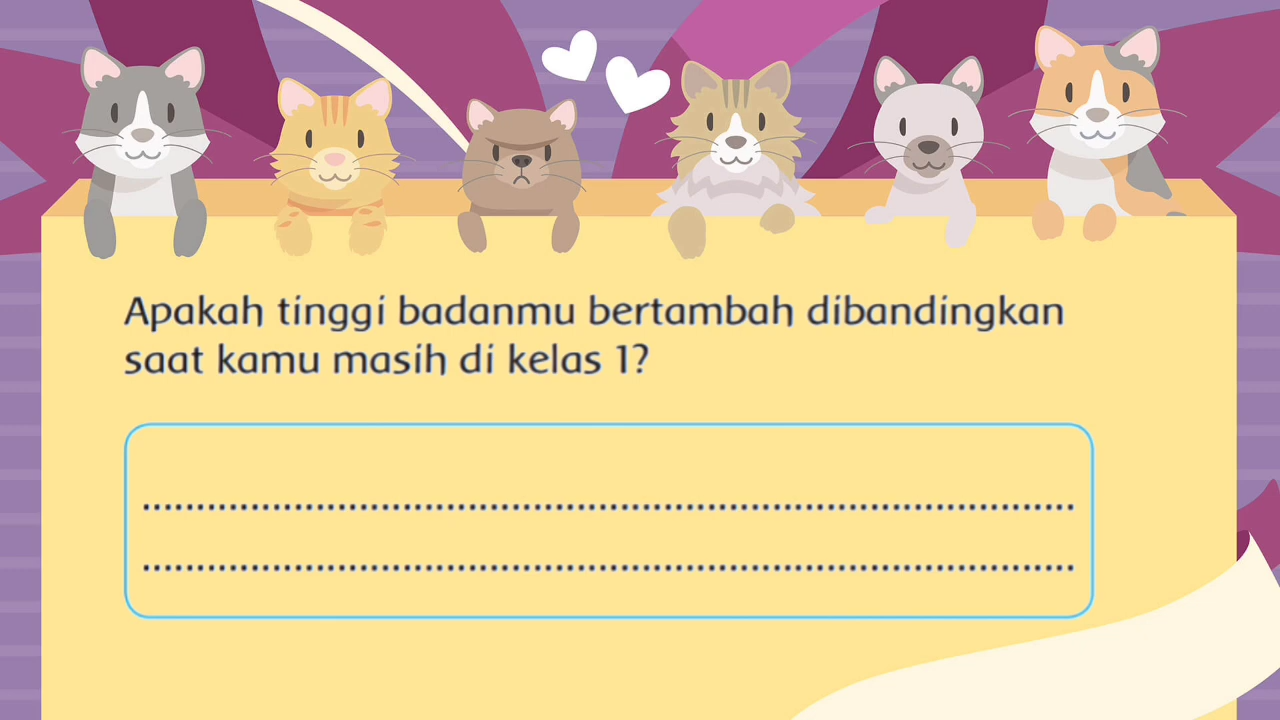 Apakah tinggi badanmu bertambah dibandingkan
saat kamu masih di kelas 1?